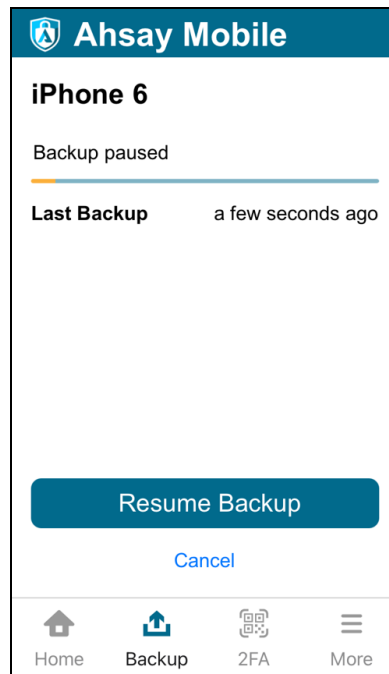 Ahsay Mobile
iPhone 6
Backup paused
Last Backup a few seconds ago
Resume Backup
Cancel
Home Backup 2FA More